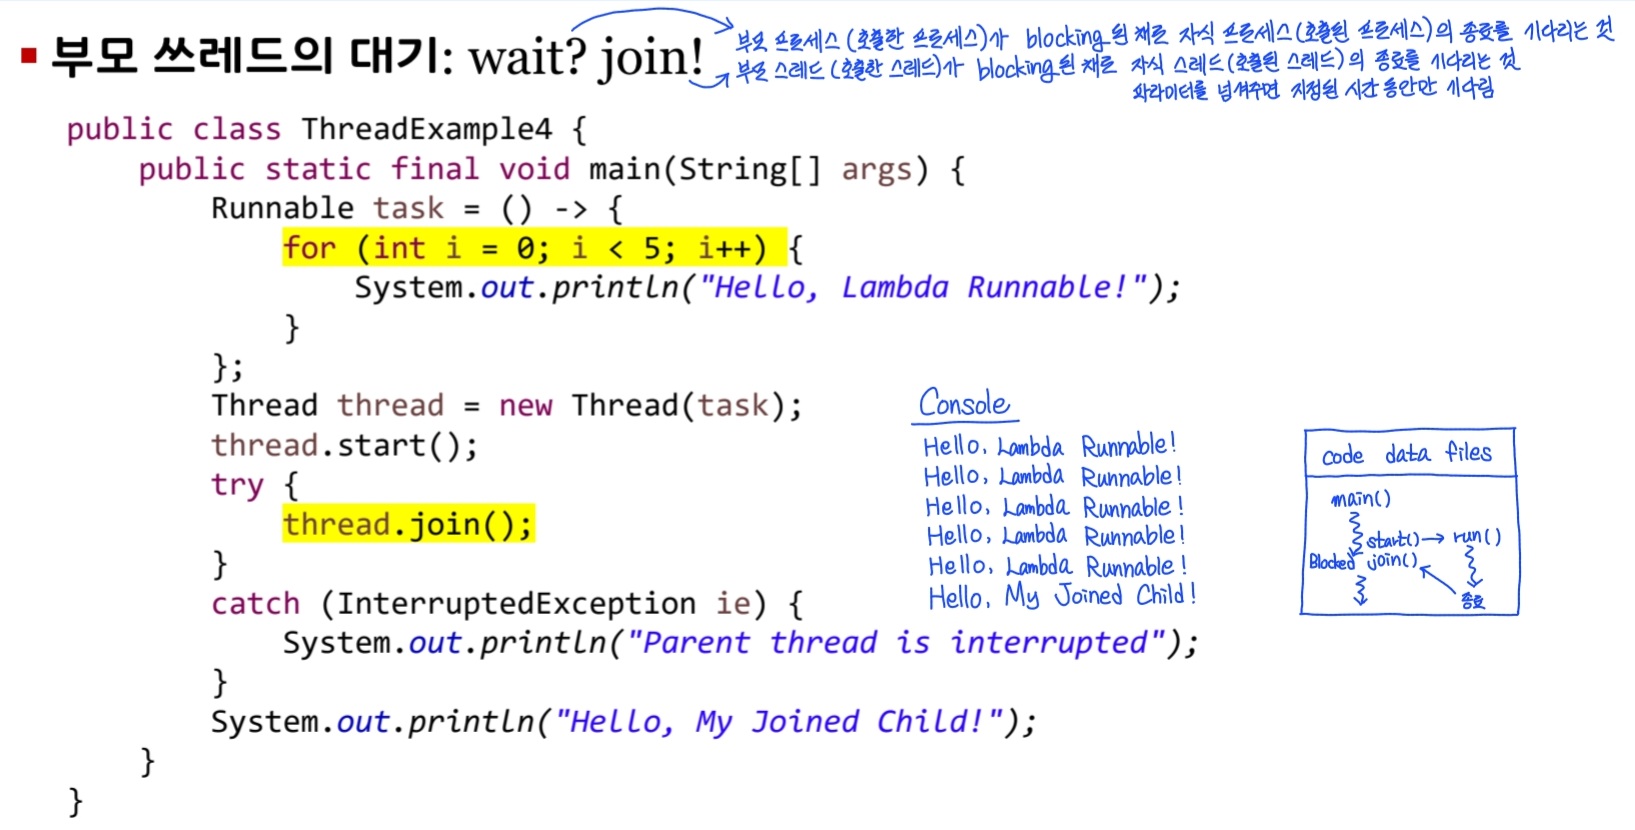 ▪ 부모 쓰레드의 대기: wait? join!
부모 프로세스 (호출한 프로세스)가 blocking된 채로 자식 프로세스(호출된 프로세스)의 종료를 기다리는 것
부모 스레드 (호출한 스레드)가 blocking된 채로 자식 스레드(호출된 스레드)의 종료를 기다리는 것
파라미터를 넘겨주면 지정된 시간 동안만 기다림
public class ThreadExample4 {
public static final void main(String[] args) {
Runnable task = () -> {
for (int i = 0; i < 5; i++) {
System.out.println("Hello, Lambda Runnable!");
}
};
Thread thread = new Thread(task);
thread.start();
try {
thread.join();
}
catch (InterruptedException ie) {
System.out.println("Parent thread is interrupted");
}
System.out.println("Hello, My Joined Child!");
}
}
Console
Hello, Lambda Runnable!
Hello, Lambda Runnable!
Hello, Lambda Runnable!
Hello, Lambda Runnable!
Hello, Lambda Runnable!
Hello, My Joined Child!
code data files
main()
start() → run()
Blocked join()
종료